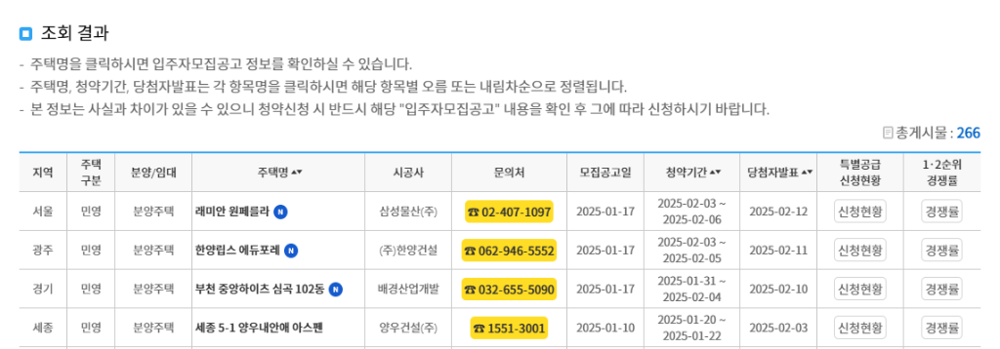 조회 결과
- 주택명을 클릭하시면 입주자모집공고 정보를 확인하실 수 있습니다.
- 주택명, 청약기간, 당첨자발표는 각 항목명을 클릭하시면 해당 항목별 오름 또는 내림차순으로 정렬됩니다.
- 본 정보는 사실과 차이가 있을 수 있으니 청약신청 시 반드시 해당 "입주자모집공고" 내용을 확인 후 그에 따라 신청하시기 바랍니다.
총게시물 : 266
지역 주택 구분 분양/임대 주택명 ▲▼ 시공사 문의처 모집공고일 청약기간 ▲▼ 당첨자발표 ▲▼ 특별공급 신청현황 1·2순위 경쟁률
서울 민영 분양주택 래미안 원페를라 N 삼성물산(주) ☎ 02-407-1097 2025-01-17 2025-02-03 ~ 2025-02-06 2025-02-12 신청현황 경쟁률
광주 민영 분양주택 한양립스 에듀포레 N (주)한양건설 ☎ 062-946-5552 2025-01-17 2025-02-03 ~ 2025-02-05 2025-02-11 신청현황 경쟁률
경기 민영 분양주택 부천 중앙하이츠 심곡 102동 N 배경산업개발 ☎ 032-655-5090 2025-01-17 2025-01-31 ~ 2025-02-04 2025-02-10 신청현황 경쟁률
세종 민영 분양주택 세종 5-1 양우내안애 아스펜 양우건설(주) ☎ 1551-3001 2025-01-10 2025-01-20 ~ 2025-01-22 2025-02-03 신청현황 경쟁률